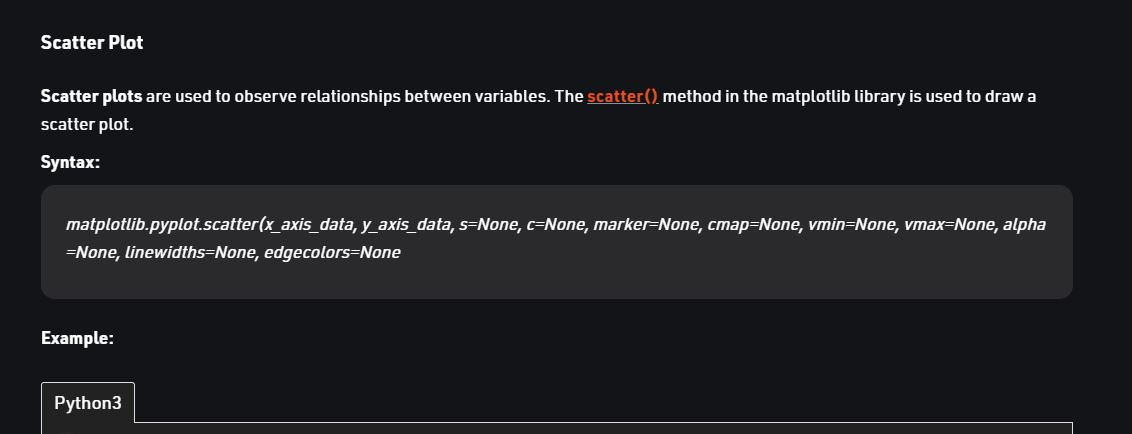 Scatter Plot
Scatter plots are used to observe relationships between variables. The scatter() method in the matplotlib library is used to draw a
scatter plot.
Syntax:
matplotlib.pyplot.scatter(x_axis_data, y_axis_data, s=None, c=None, marker=None, cmap=None, vmin=None, vmax=None, alpha
=None, linewidths=None, edgecolors=None
Example:
Python3